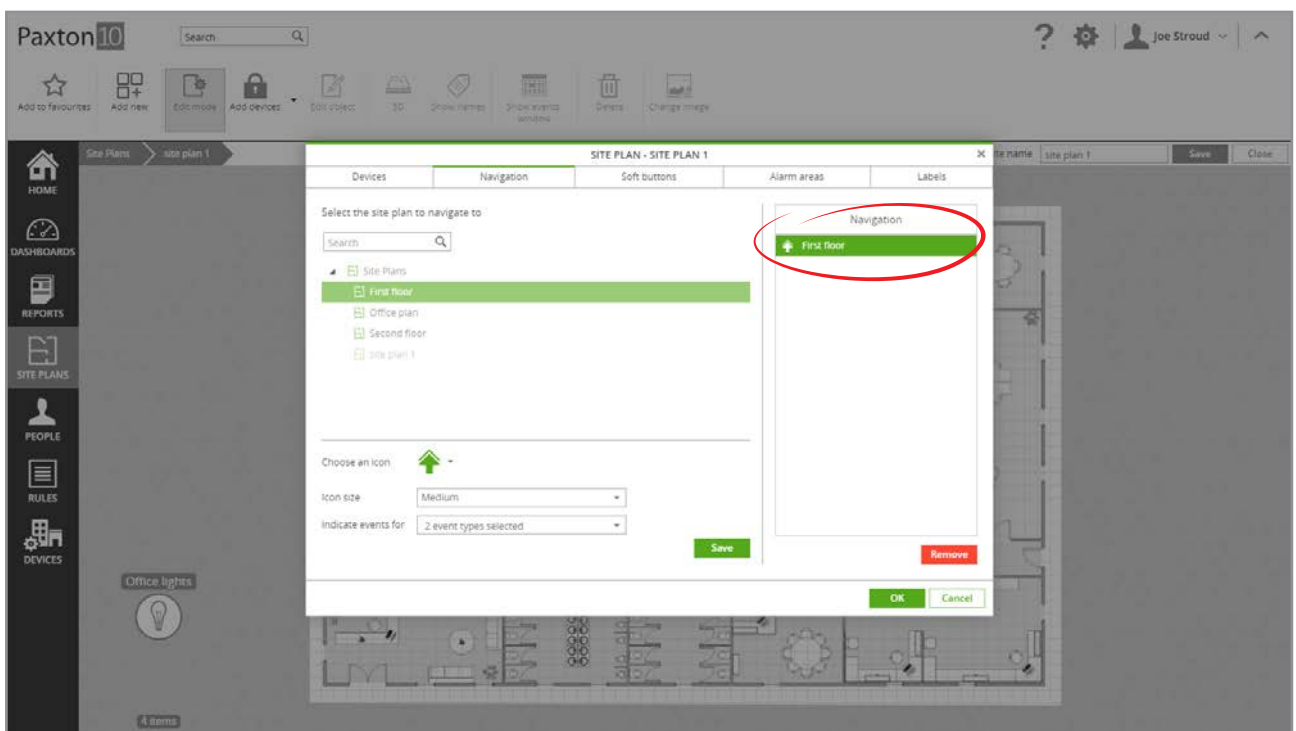 Paxton10
Search
Joe Stroud
Add to favourites
Add new
Edit mode
Add devices
Edit object
3D
Show names
Show events window
Delete
Change image
Site Plans
site plan 1
SITE PLAN - SITE PLAN 1
name
site plan 1
Save
Close
HOME
DASHBOARDS
REPORTS
SITE PLANS
PEOPLE
RULES
DEVICES
Devices
Navigation
Soft buttons
Alarm areas
Labels
Select the site plan to navigate to
Search
Site Plans
First floor
Office plan
Second floor
site plan 1
Navigation
First floor
Choose an icon
Icon size
Medium
Indicate events for
2 event types selected
Save
Remove
OK
Cancel
Office lights
4 items